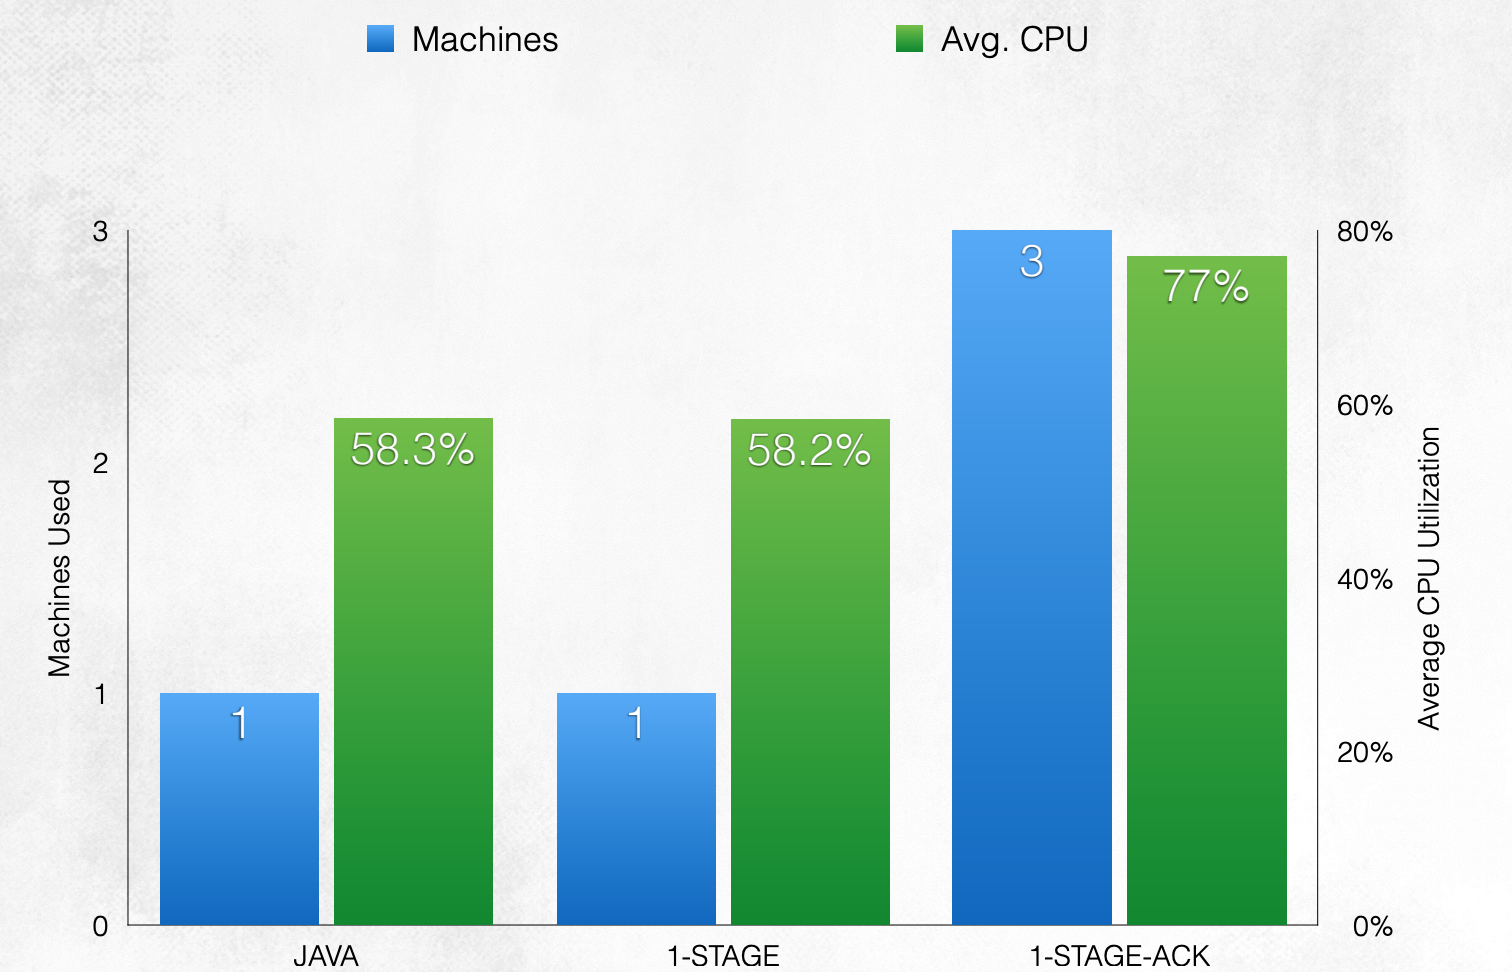 Machines
Avg. CPU
3
2
1
0
Machines Used
80%
60%
40%
20%
0%
Average CPU Utilization
1
58.3%
1
58.2%
3
77%
JAVA
1-STAGE
1-STAGE-ACK